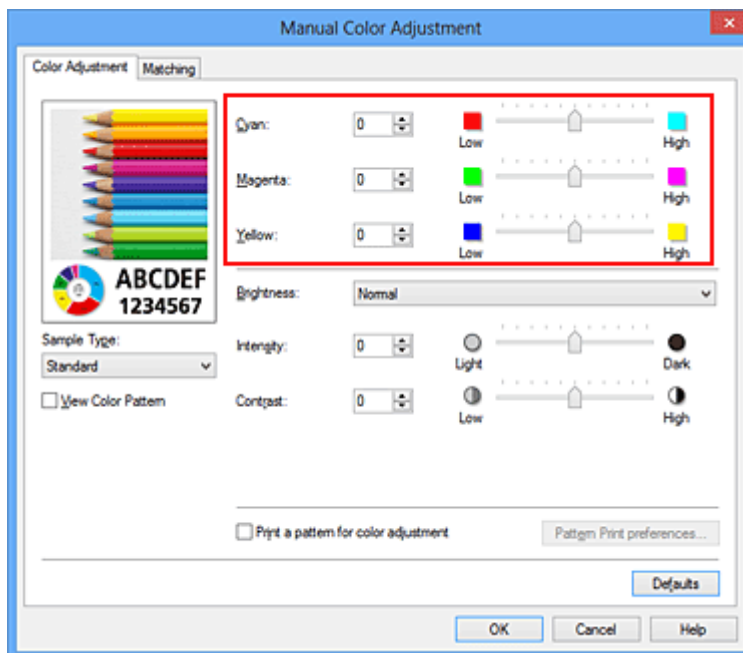 Manual Color Adjustment
Color Adjustment
Matching
Cyan:
0
Low
High
Magenta:
0
Low
High
Yellow:
0
Low
High
ABCDEF
1234567
Brightness:
Normal
Sample Type:
Standard
Intensity:
0
Light
Dark
View Color Pattern
Contrast:
0
Low
High
Print a pattern for color adjustment
Pattern Print preferences...
Defaults
OK
Cancel
Help